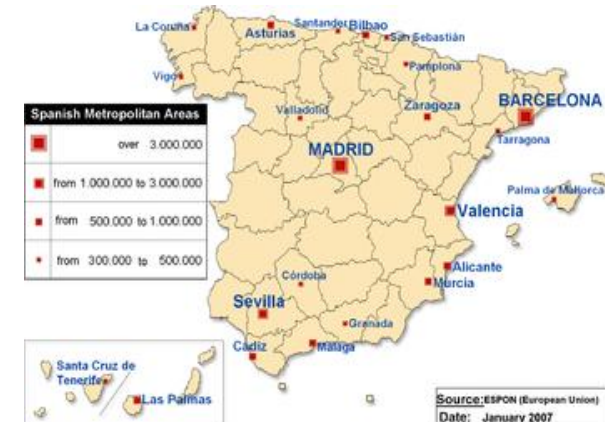 La Coruña
Asturias
Santander
Bilbao
San Sebastián
Vigo
Pamplona
Valladolid
Zaragoza
BARCELONA
Tarragona
MADRID
Palma de Mallorca
Valencia
Alicante
Murcia
Córdoba
Sevilla
Granada
Cádiz
Málaga
Spanish Metropolitan Areas
over 3.000.000
from 1.000.000 to 3.000.000
from 500.000 to 1.000.000
from 300.000 to 500.000
Santa Cruz de
Tenerife
Las Palmas
Source: ESPON (European Union)
Date: January 2007